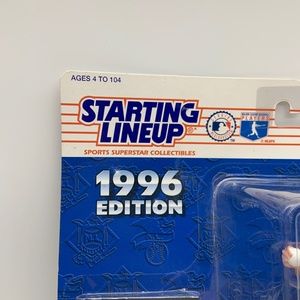 AGES 4 TO 104
STARTING
LINEUP
SPORTS SUPERSTAR COLLECTIBLES
1996
EDITION